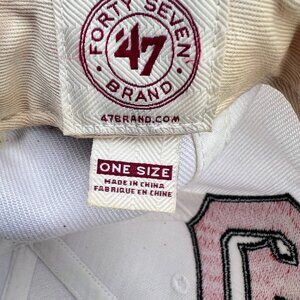 FORTY SEVEN
'47
BRAND
47BRAND.COM
ONE SIZE
MADE IN CHINA
FABRIQUE EN CHINE